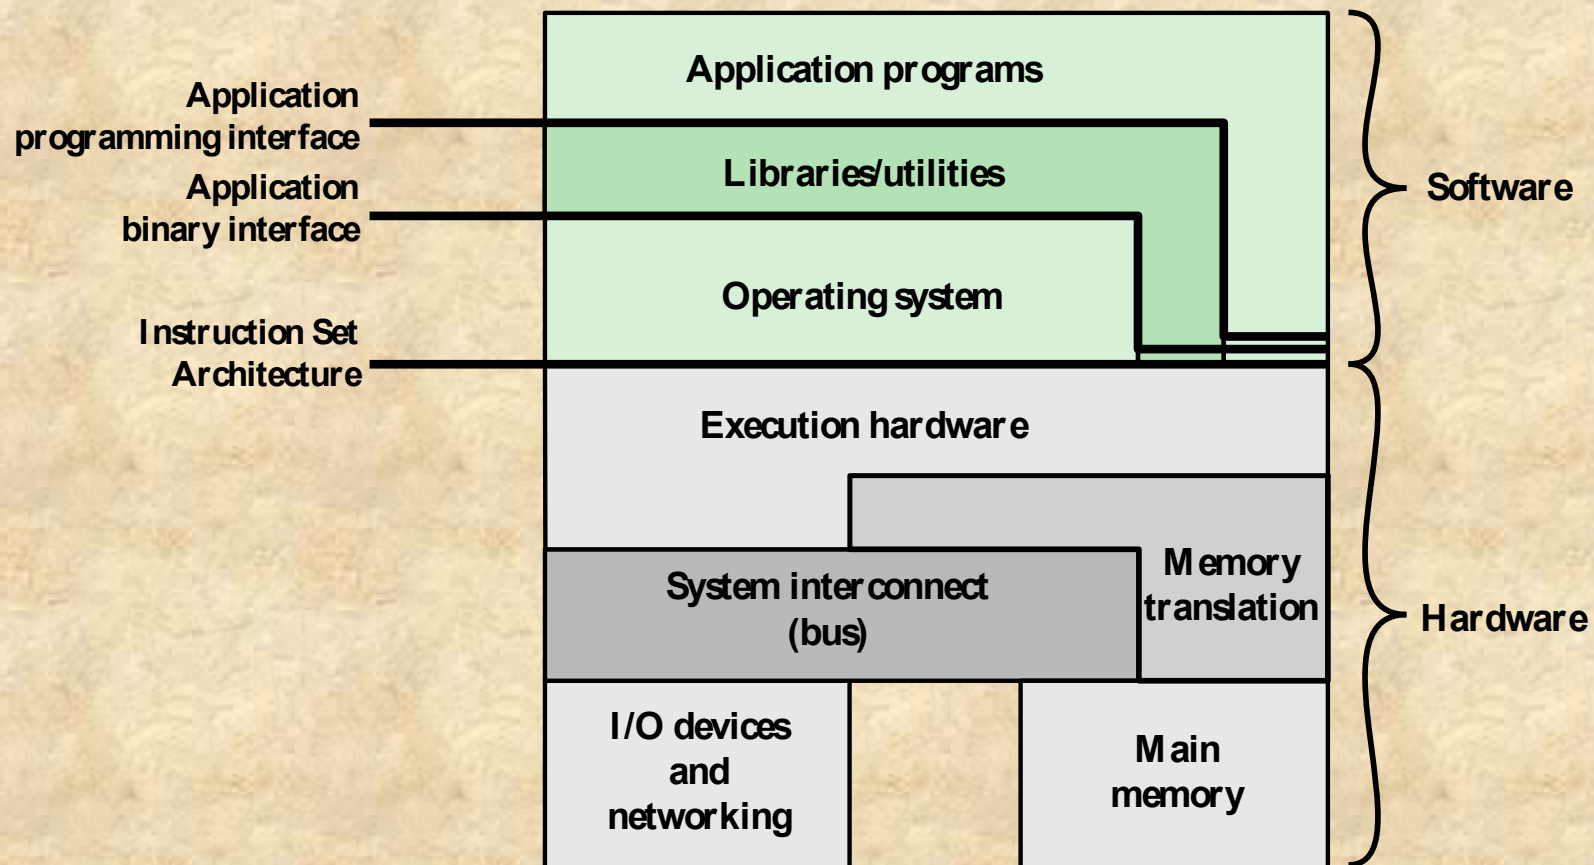 Application programs
Application
programming interface
Libraries/utilities
Application
binary interface
Software
Operating system
Instruction Set
Architecture
Execution hardware
Memory
translation
System interconnect
(bus)
Hardware
I/O devices
and
networking
Main
memory